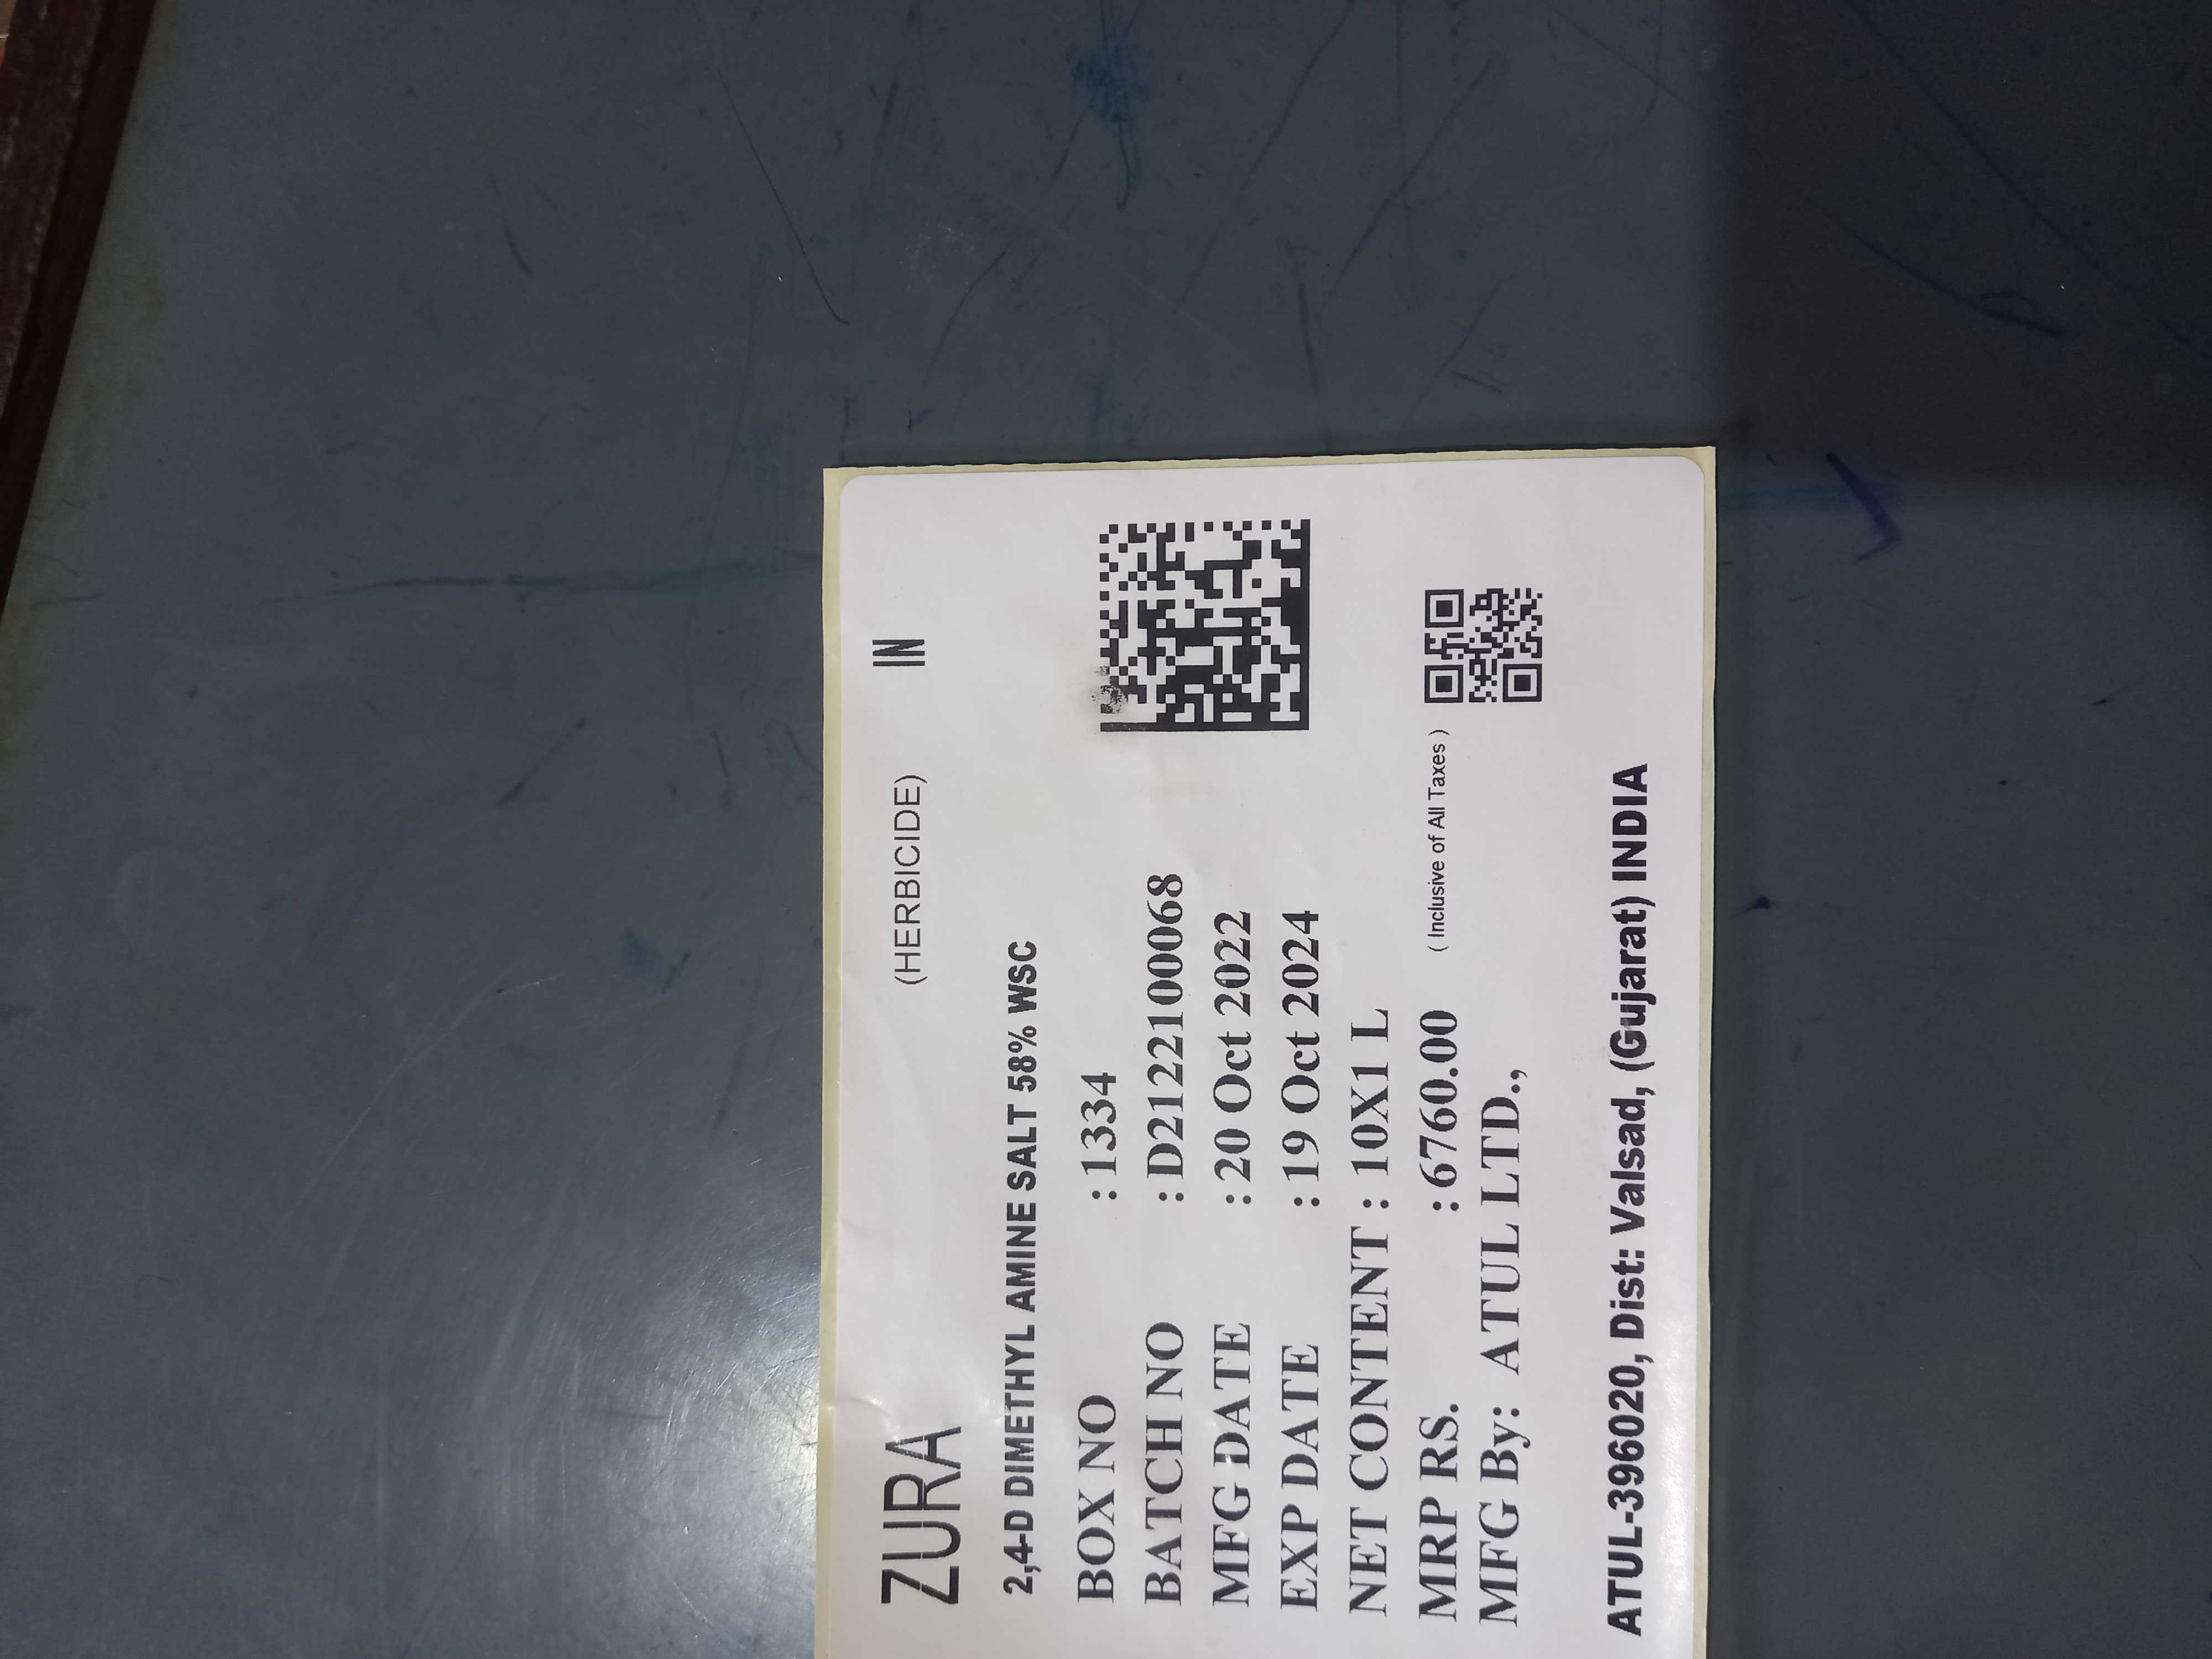 ZURA (HERBICIDE) IN
2,4-D DIMETHYL AMINE SALT 58% WSC
BOX NO : 1334
BATCH NO : D2122100068
MFG DATE : 20 Oct 2022
EXP DATE : 19 Oct 2024
NET CONTENT : 10X1 L
MRP RS. : 6760.00 ( Inclusive of All Taxes )
MFG By: ATUL LTD.,
ATUL-396020, Dist: Valsad, (Gujarat) INDIA